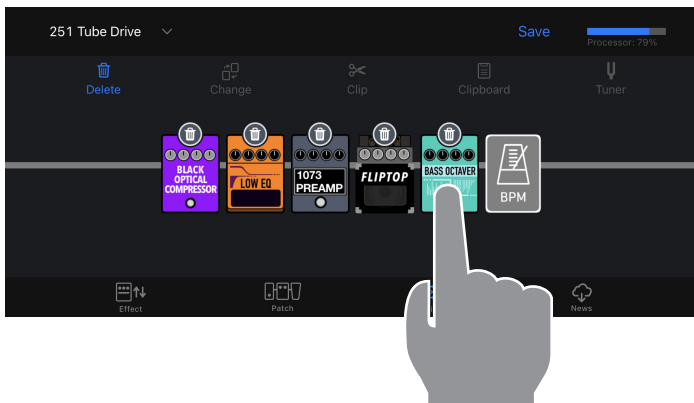 251 Tube Drive
Save
Processor: 79%
Delete
Change
Clip
Clipboard
Tuner
BLACK
OPTICAL
COMPRESSOR
LOW EQ
1073
PREAMP
FLIPTOP
BASS OCTAVER
BPM
Effect
Patch
News